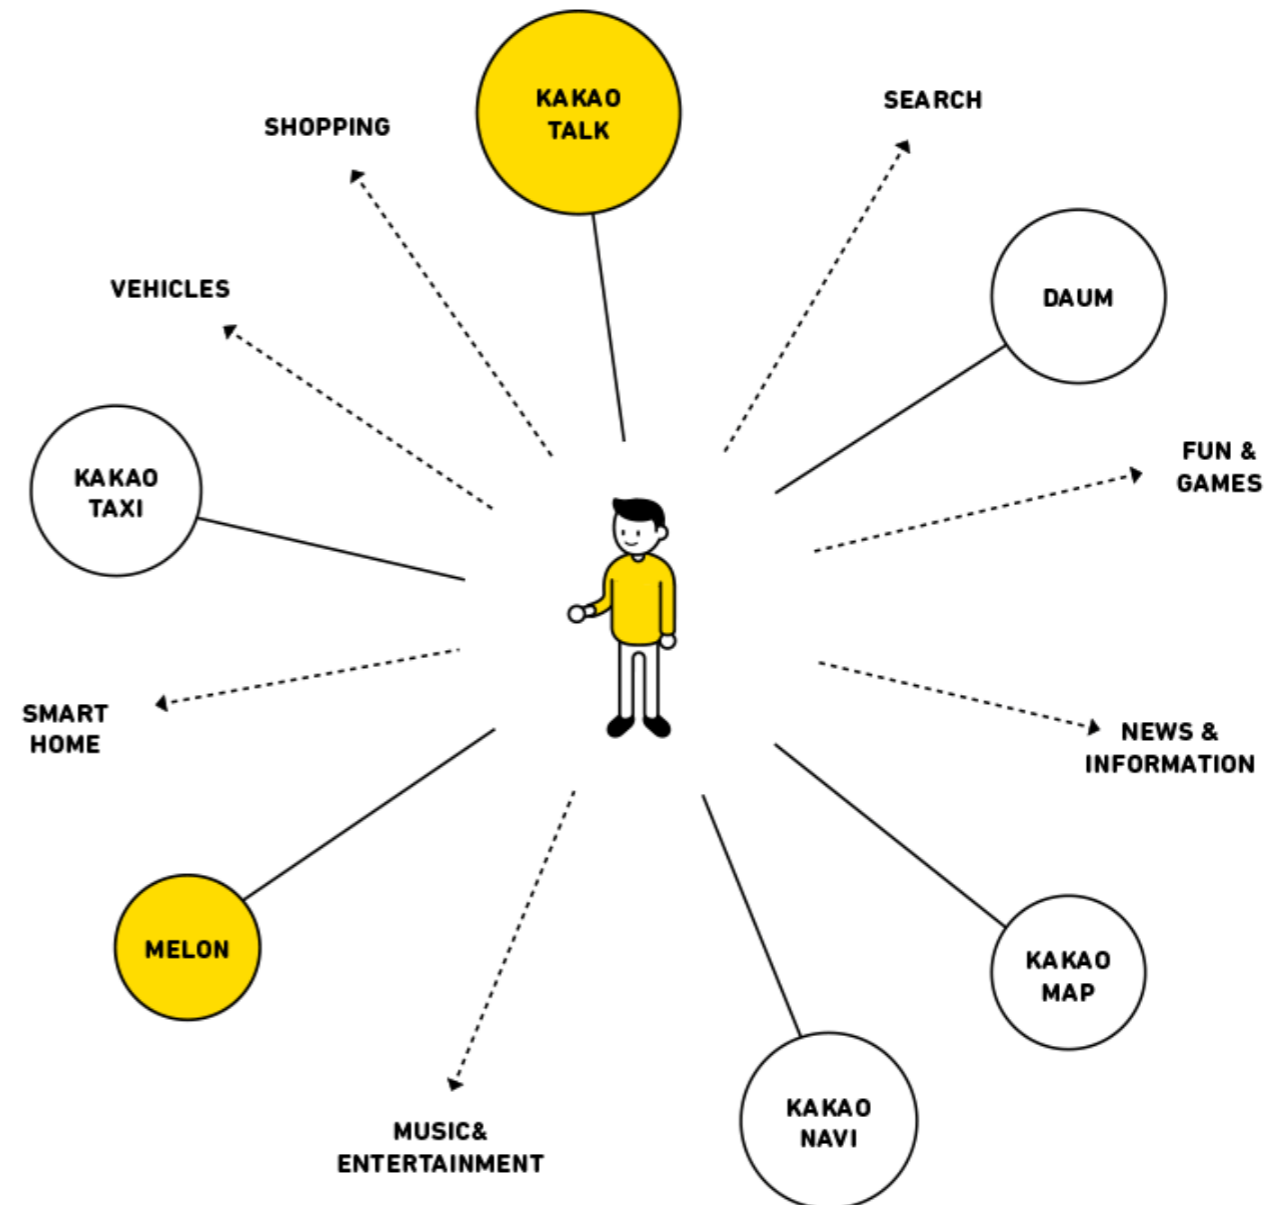 KAKAO
TALK
SEARCH
SHOPPING
DAUM
VEHICLES
FUN &
GAMES
KAKAO
TAXI
SMART
HOME
NEWS &
INFORMATION
MELON
KAKAO
MAP
KAKAO
NAVI
MUSIC&
ENTERTAINMENT